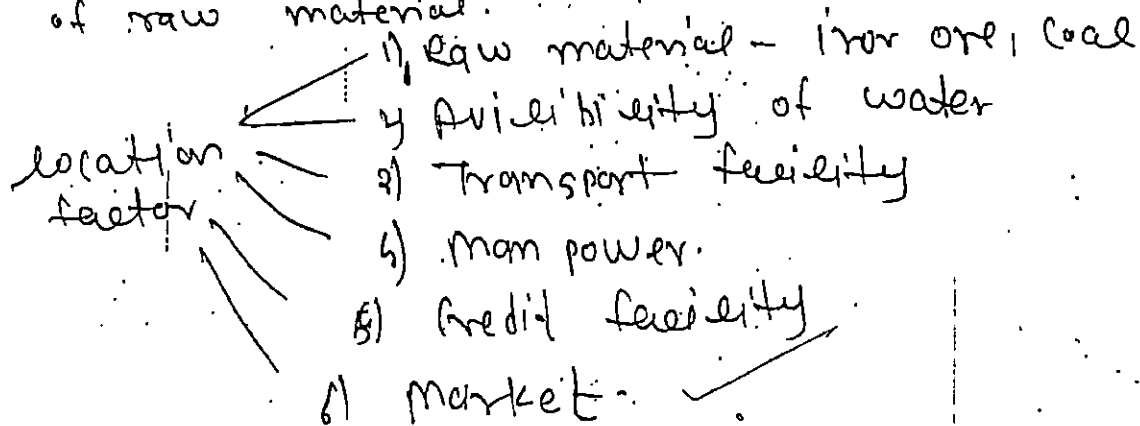 of raw material.
1) Raw material - iron ore, coal
2) Avilibility of water
location
3) Transport facility
factor
4) man power.
5) Credit facility
6) Market.